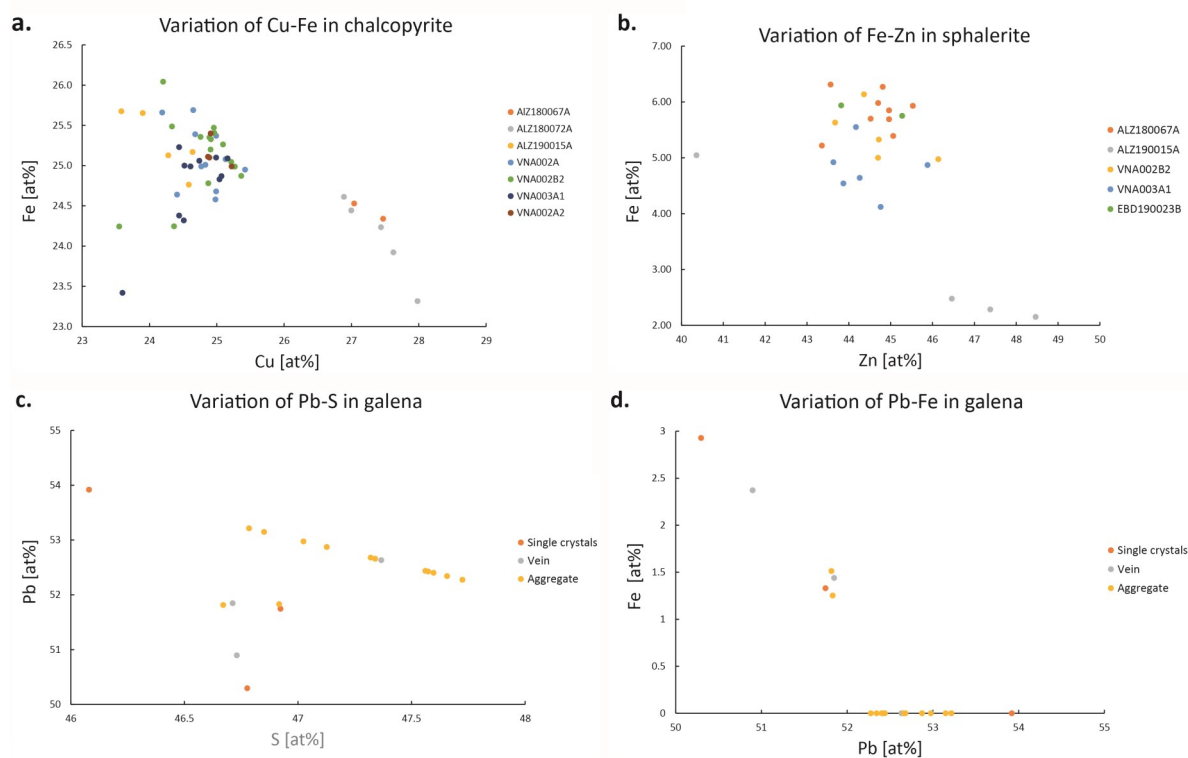 a.
Variation of Cu-Fe in chalcopyrite
Fe [at%]
26.5
26.0
25.5
25.0
24.5
24.0
23.5
23.0
23 24 25 26 27 28 29
Cu [at%]
AlZ180067A
ALZ180072A
ALZ190015A
VNA002A
VNA002B2
VNA003A1
VNA002A2
b.
Variation of Fe-Zn in sphalerite
Fe [at%]
7.00
6.00
5.00
4.00
3.00
2.00
40 41 42 43 44 45 46 47 48 49 50
Zn [at%]
ALZ180067A
ALZ190015A
VNA002B2
VNA003A1
EBD190023B
c.
Variation of Pb-S in galena
Pb [at%]
55
54
53
52
51
50
46 46.5 47 47.5 48
S [at%]
Single crystals
Vein
Aggregate
d.
Variation of Pb-Fe in galena
Fe [at%]
3
2.5
2
1.5
1
0.5
0
50 51 52 53 54 55
Pb [at%]
Single crystals
Vein
Aggregate